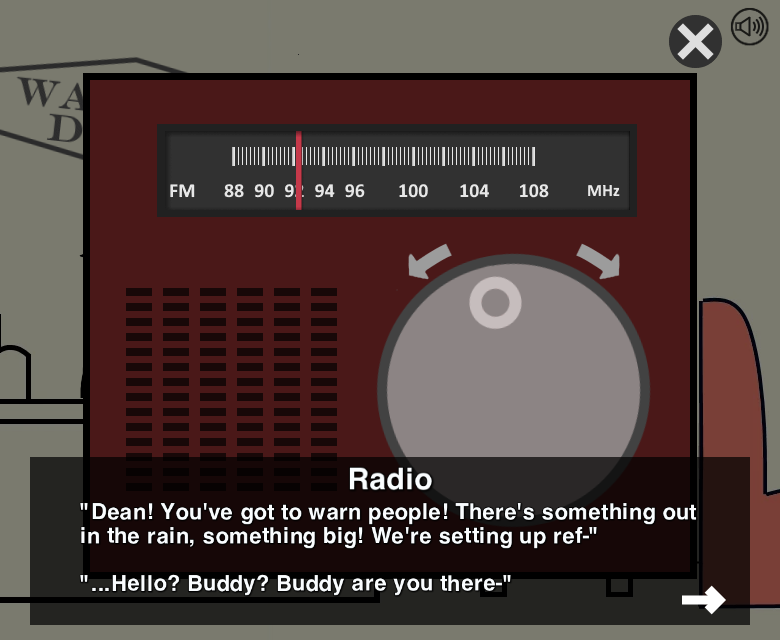 FM 88 90 94 96 100 104 108 MHz
Radio
"Dean! You've got to warn people! There's something out
in the rain, something big! We're setting up ref-"
"...Hello? Buddy? Buddy are you there-"